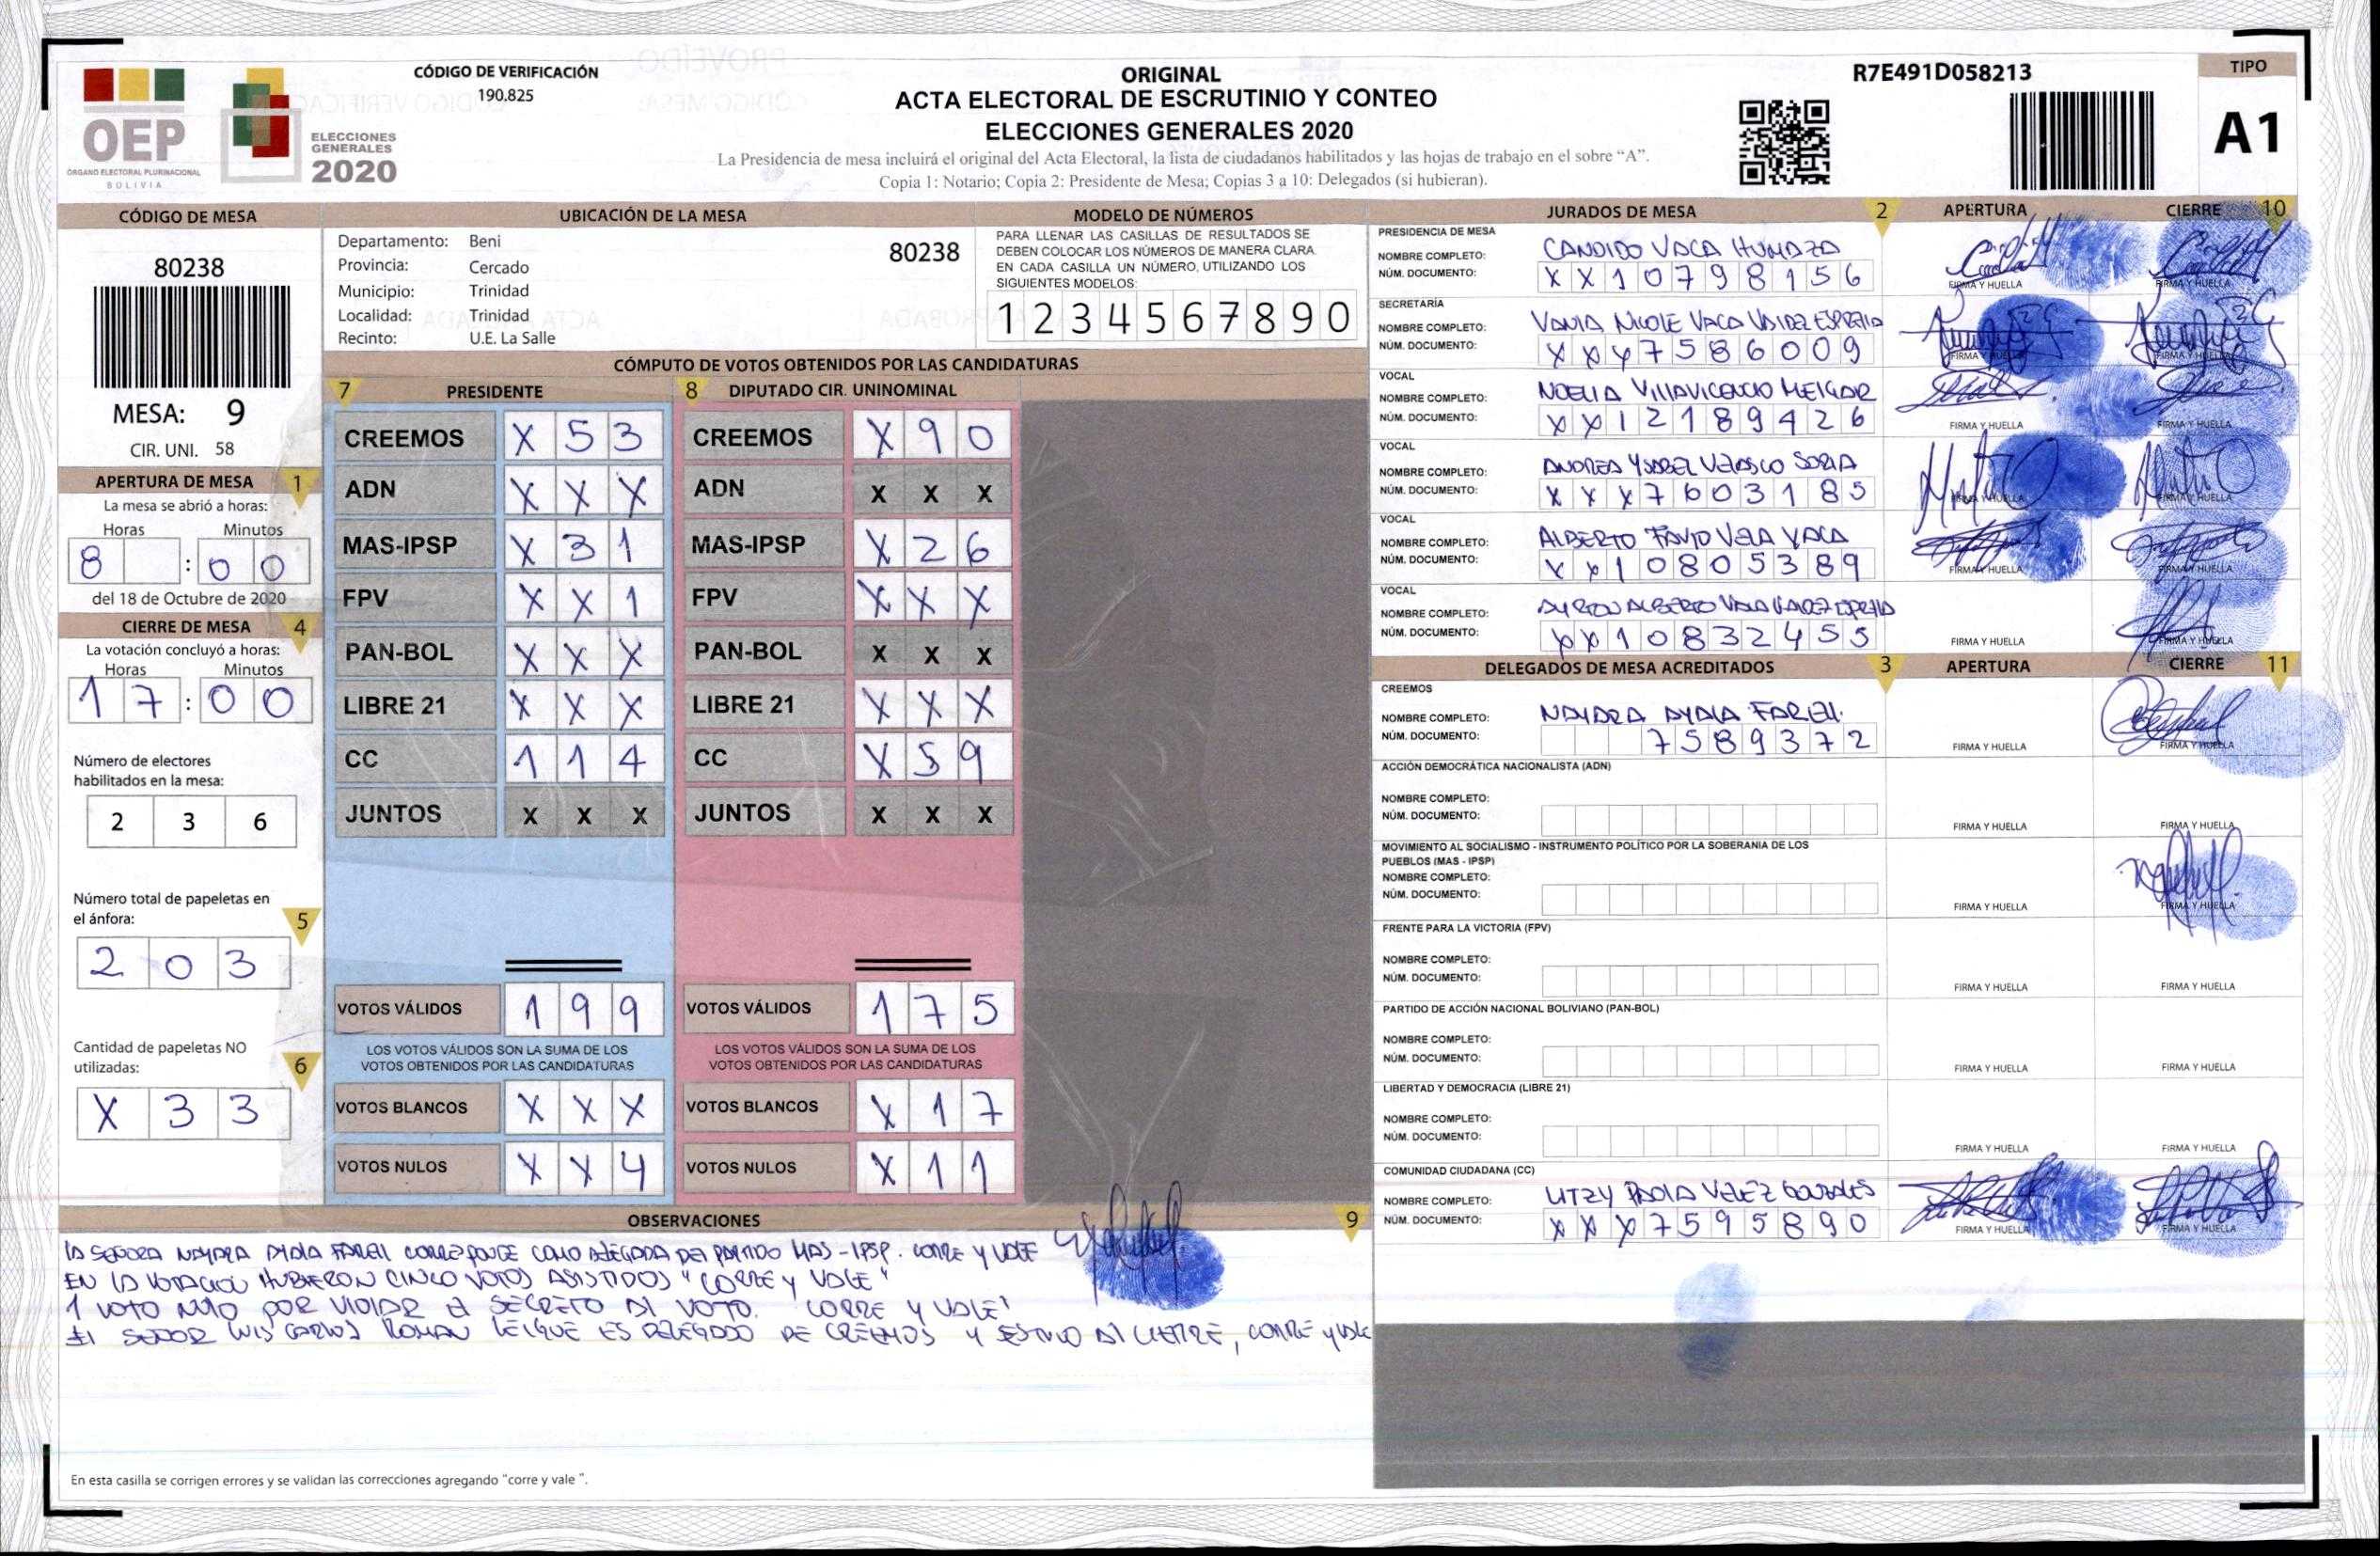 CÓDIGO DE VERIFICACIÓN
190.825
ORIGINAL
ACTA ELECTORAL DE ESCRUTINIO Y CONTEO
ELECCIONES GENERALES 2020
La Presidencia de mesa incluirá el original del Acta Electoral, la lista de ciudadanos habilitados y las hojas de trabajo en el sobre “A”.
Copia 1: Notario; Copia 2: Presidente de Mesa; Copias 3 a 10: Delegados (si hubieran).
R7E491D058213
TIPO
A1
OEP
ÓRGANO ELECTORAL PLURINACIONAL
BOLIVIA
ELECCIONES
GENERALES
2020
CÓDIGO DE MESA
80238
MESA: 9
CIR. UNI. 58
APERTURA DE MESA 1
La mesa se abrió a horas:
Horas Minutos
8 : 0 0
del 18 de Octubre de 2020
CIERRE DE MESA 4
La votación concluyó a horas:
Horas Minutos
1 7 : 0 0
Número de electores
habilitados en la mesa:
2 3 6
Número total de papeletas en
el ánfora: 5
2 0 3
Cantidad de papeletas NO
utilizadas: 6
X 3 3
UBICACIÓN DE LA MESA
Departamento: Beni 80238
Provincia: Cercado
Municipio: Trinidad
Localidad: Trinidad
Recinto: U.E. La Salle
MODELO DE NÚMEROS
PARA LLENAR LAS CASILLAS DE RESULTADOS SE
DEBEN COLOCAR LOS NÚMEROS DE MANERA CLARA.
EN CADA CASILLA UN NÚMERO, UTILIZANDO LOS
SIGUIENTES MODELOS:
1 2 3 4 5 6 7 8 9 0
CÓMPUTO DE VOTOS OBTENIDOS POR LAS CANDIDATURAS
7 PRESIDENTE
CREEMOS X 5 3
ADN X X X
MAS-IPSP X 3 1
FPV X X 1
PAN-BOL X X X
LIBRE 21 X X X
CC 1 1 4
JUNTOS X X X
VOTOS VÁLIDOS 1 9 9
LOS VOTOS VÁLIDOS SON LA SUMA DE LOS
VOTOS OBTENIDOS POR LAS CANDIDATURAS
VOTOS BLANCOS X X X
VOTOS NULOS X X 4
8 DIPUTADO CIR. UNINOMINAL
CREEMOS X 9 0
ADN X X X
MAS-IPSP X 2 6
FPV X X X
PAN-BOL X X X
LIBRE 21 X X X
CC X 5 9
JUNTOS X X X
VOTOS VÁLIDOS 1 7 5
LOS VOTOS VÁLIDOS SON LA SUMA DE LOS
VOTOS OBTENIDOS POR LAS CANDIDATURAS
VOTOS BLANCOS X 1 7
VOTOS NULOS X 1 1
JURADOS DE MESA 2 APERTURA CIERRE 10
PRESIDENCIA DE MESA
NOMBRE COMPLETO: CANDIDO VACA HUMAZA
NÚM. DOCUMENTO: X X 1 0 7 9 8 1 5 6
FIRMA Y HUELLA FIRMA Y HUELLA
SECRETARÍA
NOMBRE COMPLETO: VANIA NICOLE VACA
NÚM. DOCUMENTO: X X X 7 5 8 6 0 0 9
FIRMA Y HUELLA FIRMA Y HUELLA
VOCAL
NOMBRE COMPLETO: NOELIA VILLAVICENCIO MELGAR
NÚM. DOCUMENTO: X X 1 2 1 8 9 4 2 6
FIRMA Y HUELLA FIRMA Y HUELLA
VOCAL
NOMBRE COMPLETO: ANDREA YSABEL VELASCO SORIA
NÚM. DOCUMENTO: X X X 7 6 0 3 1 8 5
FIRMA Y HUELLA FIRMA Y HUELLA
VOCAL
NOMBRE COMPLETO: ALBERTO VELA VACA
NÚM. DOCUMENTO: X X 1 0 8 0 5 3 8 9
FIRMA Y HUELLA FIRMA Y HUELLA
VOCAL
NOMBRE COMPLETO: ALBERTO
NÚM. DOCUMENTO: X X 1 0 8 3 2 4 5 5
FIRMA Y HUELLA FIRMA Y HUELLA
DELEGADOS DE MESA ACREDITADOS 3 APERTURA CIERRE 11
CREEMOS
NOMBRE COMPLETO: NAYARA AYALA FARELL
NÚM. DOCUMENTO: 7 5 8 9 3 7 2
FIRMA Y HUELLA FIRMA Y HUELLA
ACCIÓN DEMOCRÁTICA NACIONALISTA (ADN)
NOMBRE COMPLETO:
NÚM. DOCUMENTO:
FIRMA Y HUELLA FIRMA Y HUELLA
MOVIMIENTO AL SOCIALISMO - INSTRUMENTO POLÍTICO POR LA SOBERANIA DE LOS
PUEBLOS (MAS - IPSP)
NOMBRE COMPLETO:
NÚM. DOCUMENTO:
FIRMA Y HUELLA FIRMA Y HUELLA
FRENTE PARA LA VICTORIA (FPV)
NOMBRE COMPLETO:
NÚM. DOCUMENTO:
FIRMA Y HUELLA FIRMA Y HUELLA
PARTIDO DE ACCIÓN NACIONAL BOLIVIANO (PAN-BOL)
NOMBRE COMPLETO:
NÚM. DOCUMENTO:
FIRMA Y HUELLA FIRMA Y HUELLA
LIBERTAD Y DEMOCRACIA (LIBRE 21)
NOMBRE COMPLETO:
NÚM. DOCUMENTO:
FIRMA Y HUELLA FIRMA Y HUELLA
COMUNIDAD CIUDADANA (CC)
NOMBRE COMPLETO: LITZY PAOLA VELEZ GONZALES
NÚM. DOCUMENTO: X X X 7 5 9 5 8 9 0
FIRMA Y HUELLA FIRMA Y HUELLA
OBSERVACIONES 9
LA SEÑORA NAYARA AYALA FARELL CORRESPONDE COMO DELEGADA DEL PARTIDO MAS-IPSP. CORRE Y VALE
EN LA VOTACION HUBIERON CINCO VOTOS ASISTIDOS "CORRE Y VALE"
1 VOTO NULO POR VIOLAR EL SECRETO AL VOTO. "CORRE Y VALE"
EL SEÑOR LUIS CARLOS ROMAN LEIGUE ES DELEGADO DE CREEMOS Y ESTUVO AL CIERRE, CORRE Y VALE
En esta casilla se corrigen errores y se validan las correcciones agregando “corre y vale ”.